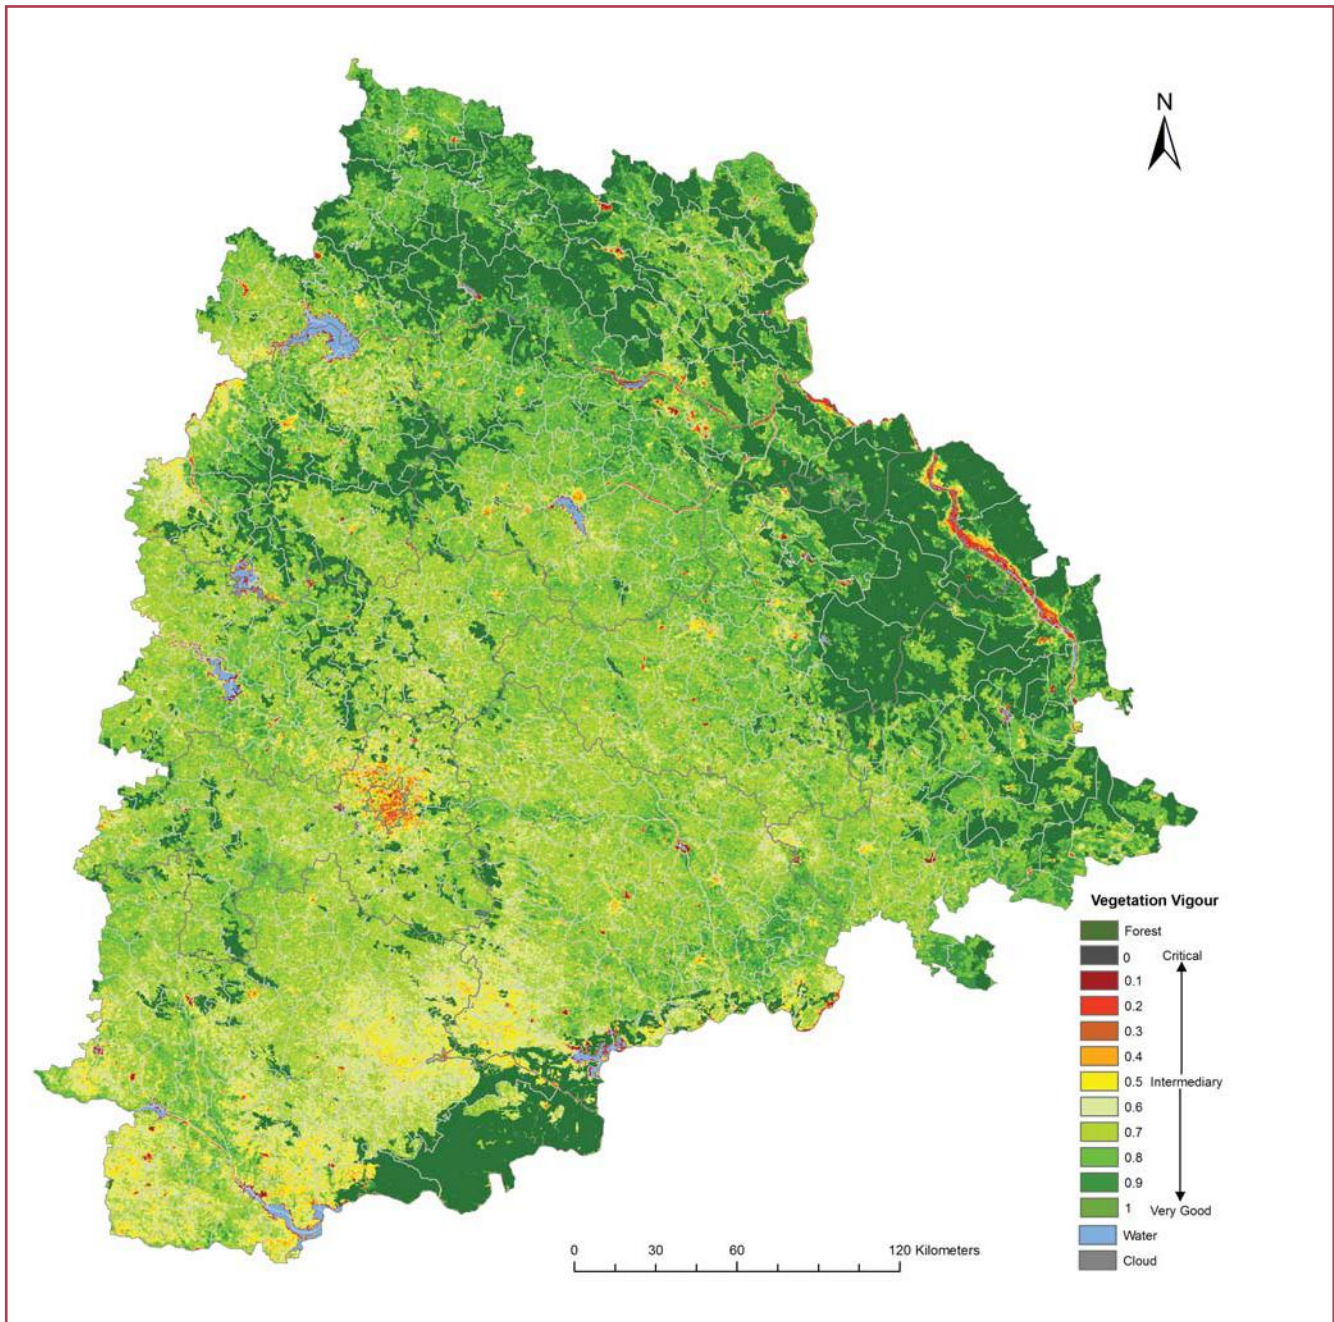 N
Vegetation Vigour
Forest
0 Critical
0.1
0.2
0.3
0.4
0.5 Intermediary
0.6
0.7
0.8
0.9
1 Very Good
Water
Cloud
0 30 60 120 Kilometers